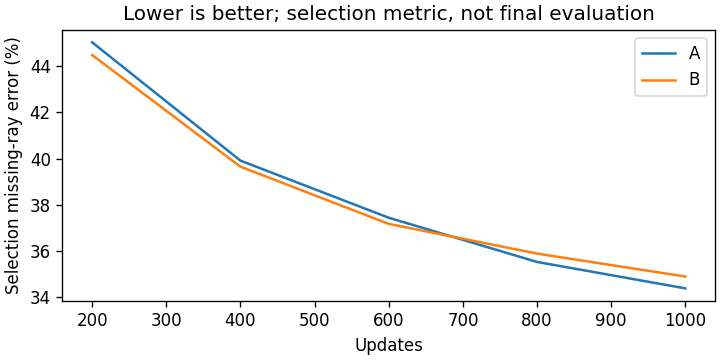 Lower is better; selection metric, not final evaluation
Selection missing-ray error (%)
44
42
40
38
36
34
A
B
200 300 400 500 600 700 800 900 1000
Updates